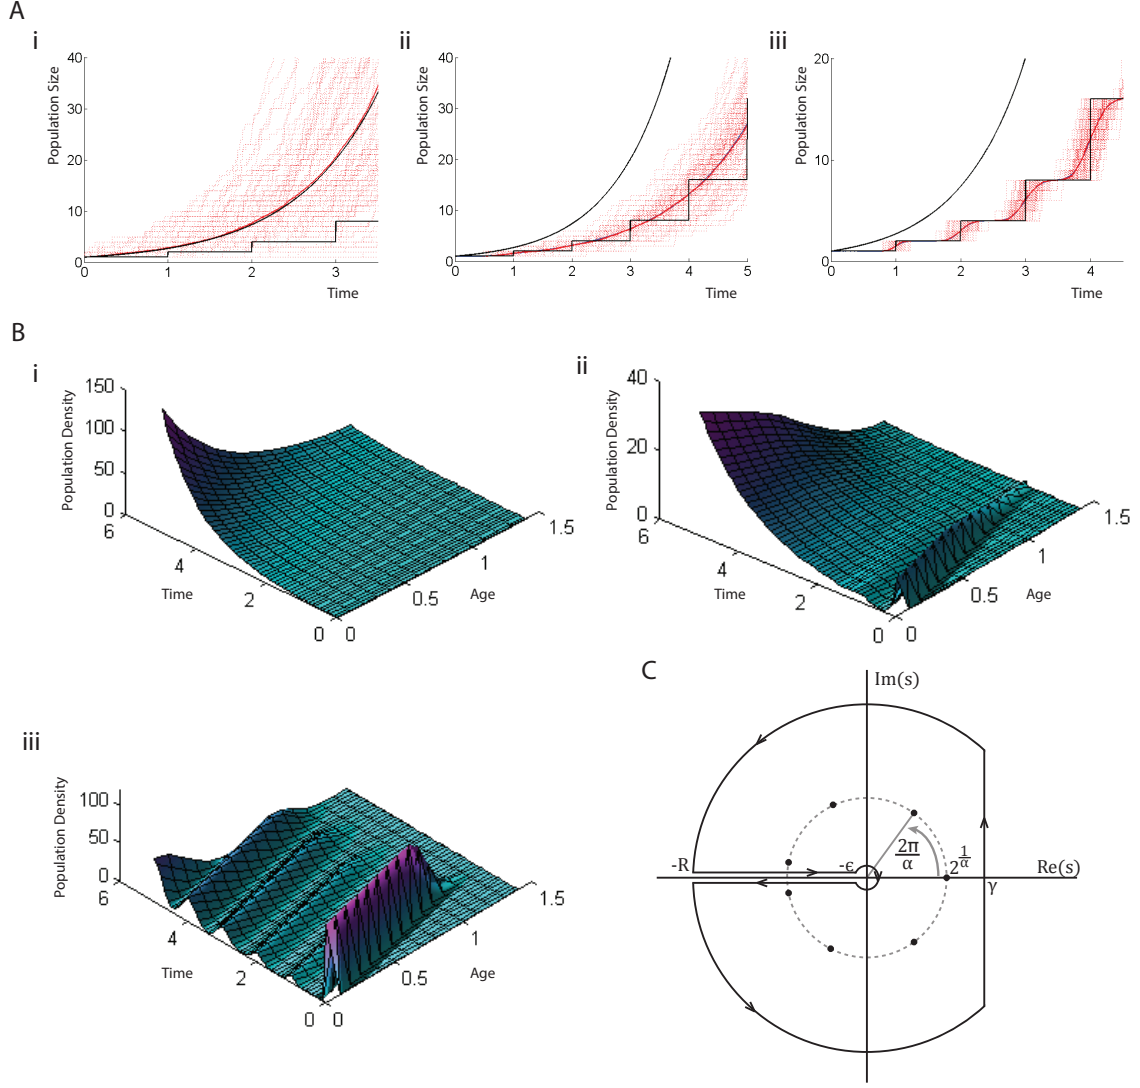 A
i
40
30
20
10
0
Population Size
0
1
2
3
Time
ii
40
30
20
10
0
Population Size
0
1
2
3
4
5
Time
iii
20
10
0
Population Size
0
1
2
3
4
Time
B
i
150
100
50
0
Population Density
6
4
2
0
Time
0
0.5
1
1.5
Age
ii
40
20
0
Population Density
6
4
2
0
Time
0
0.5
1
1.5
Age
iii
100
50
0
Population Density
6
4
2
0
Time
0
0.5
1
1.5
Age
C
Im(s)
Re(s)
-R
-ϵ
2π/α
2^(1/α)
γ